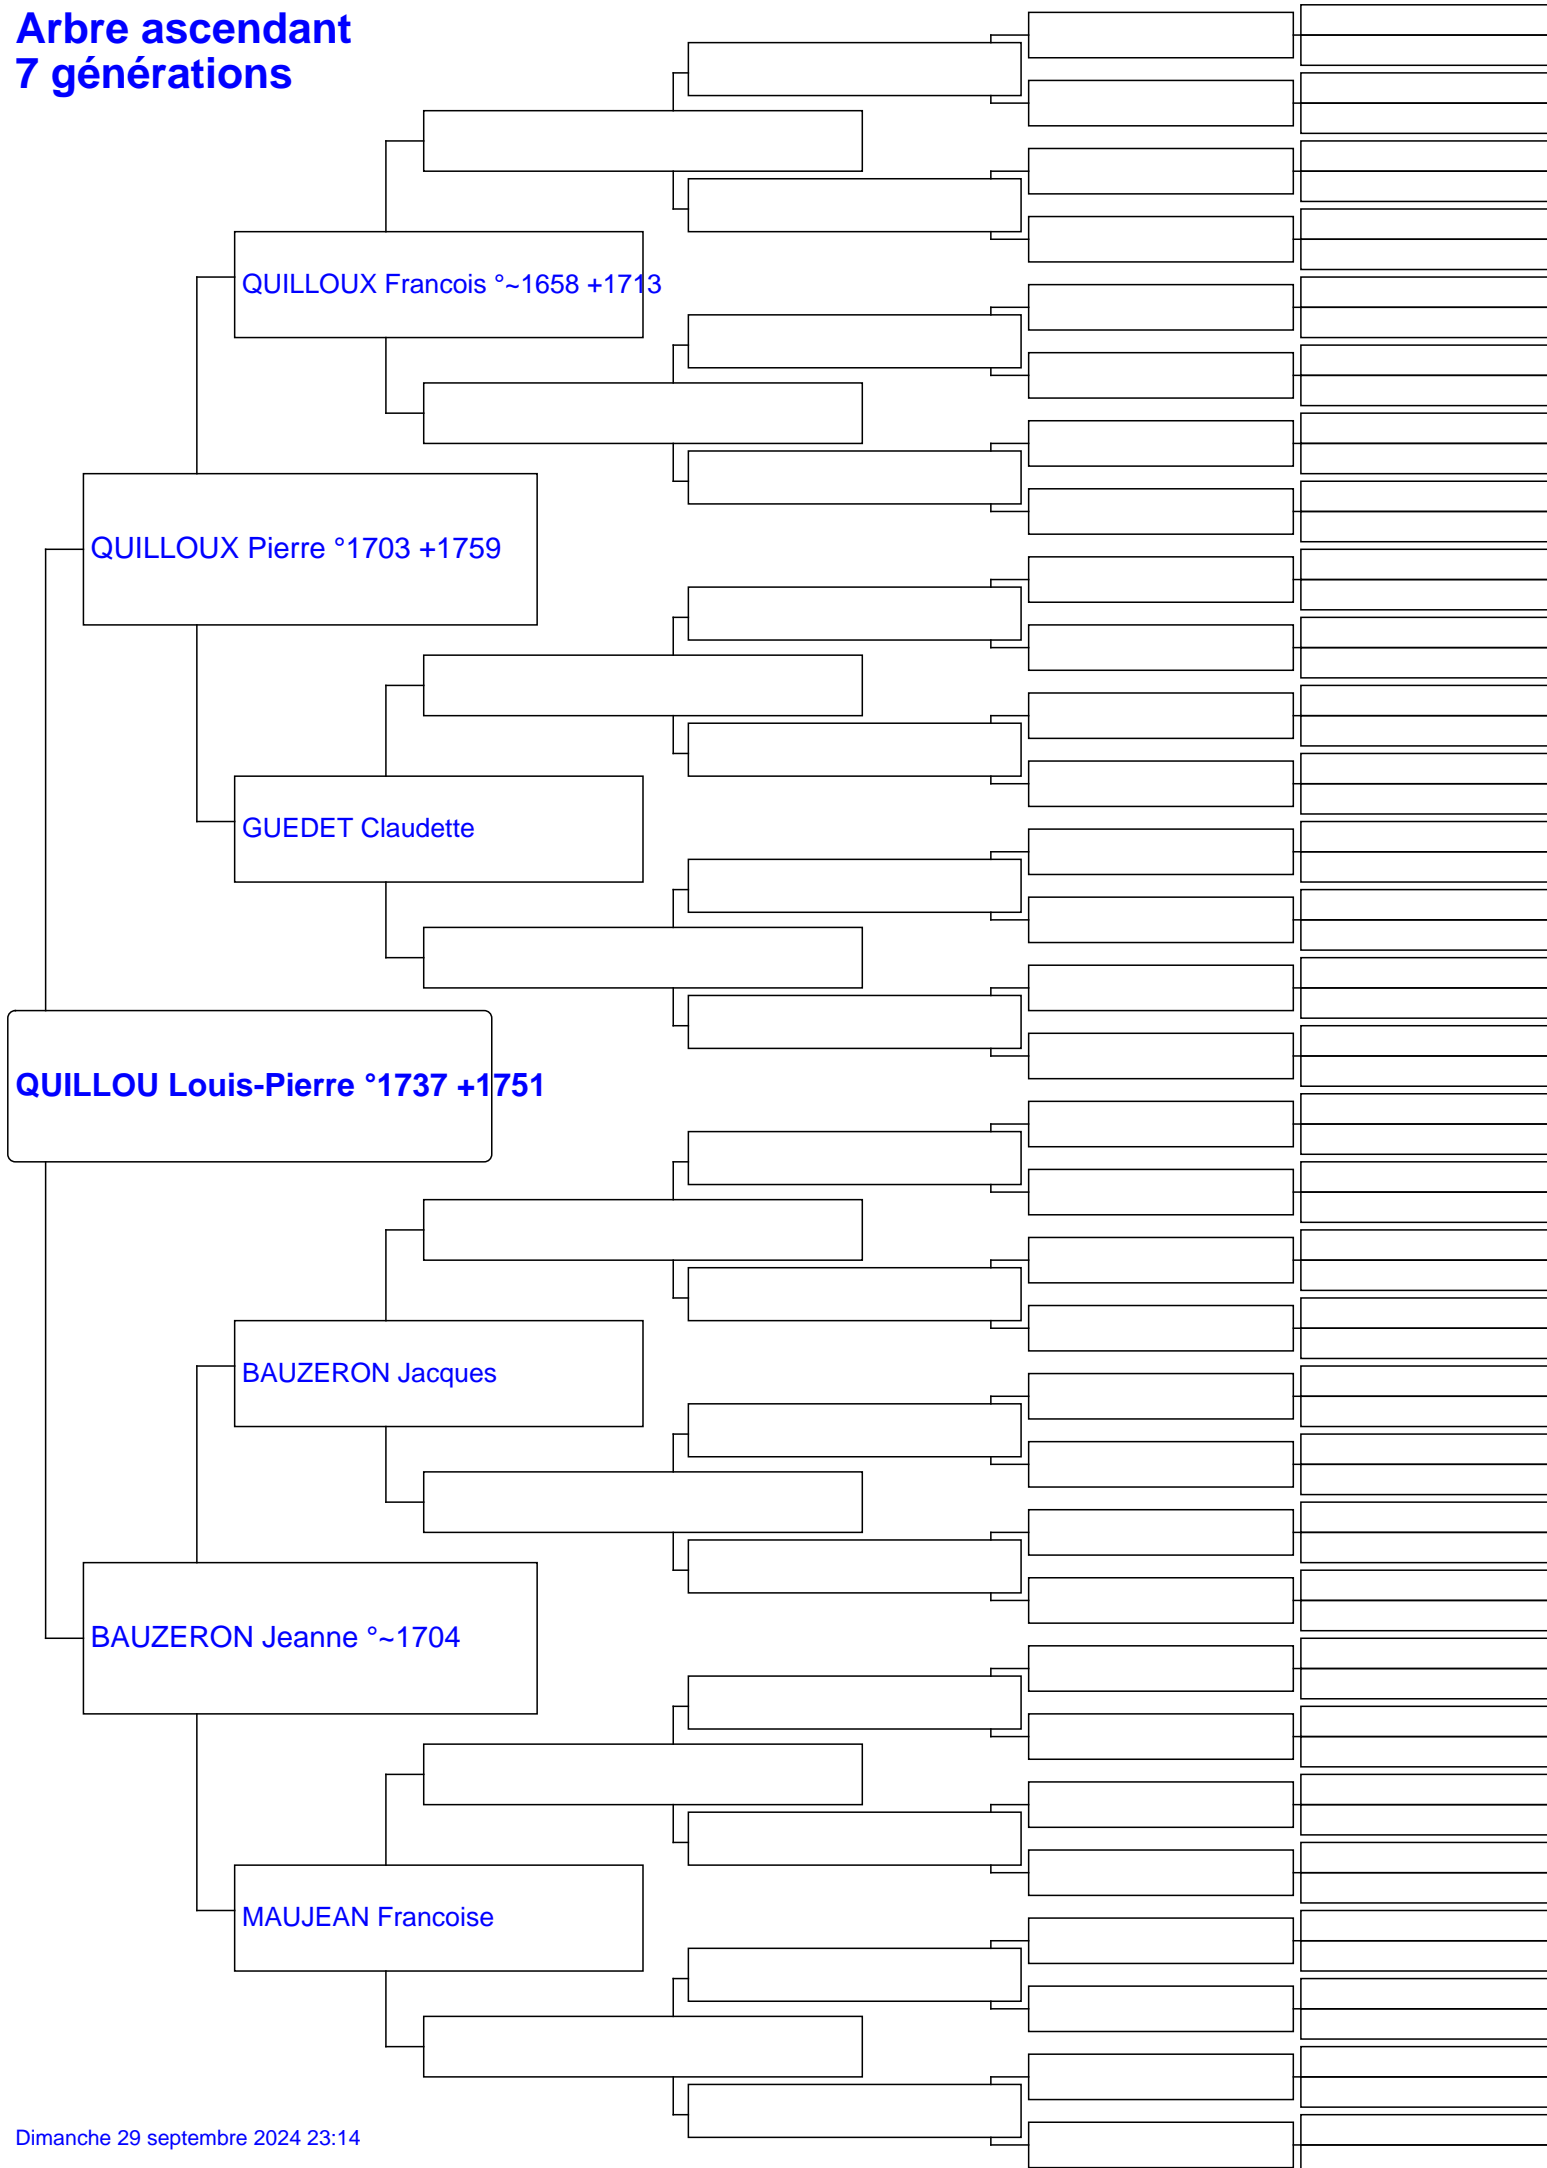 Arbre ascendant
7 générations
QUILLOUX Francois °~1658 +1713
QUILLOUX Pierre °1703 +1759
GUEDET Claudette
QUILLOU Louis-Pierre °1737 +1751
BAUZERON Jacques
BAUZERON Jeanne °~1704
MAUJEAN Francoise
Dimanche 29 septembre 2024 23:14